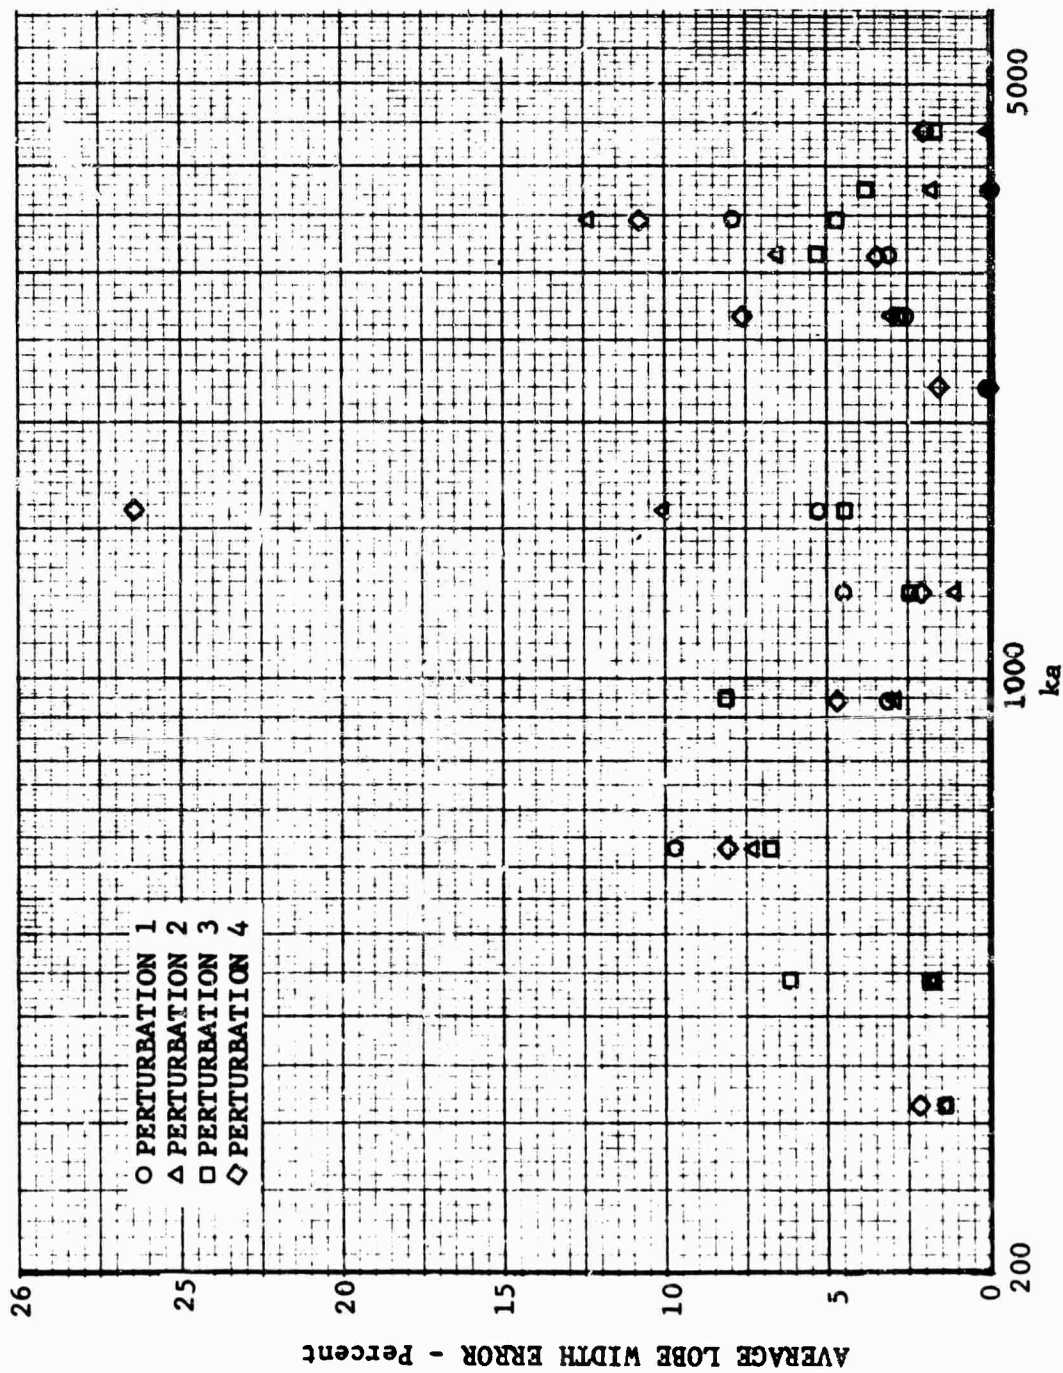 PERTURBATION 1
PERTURBATION 2
PERTURBATION 3
PERTURBATION 4
AVERAGE LOBE WIDTH ERROR - Percent
26
25
20
15
10
5
0
200
1000
5000
ka